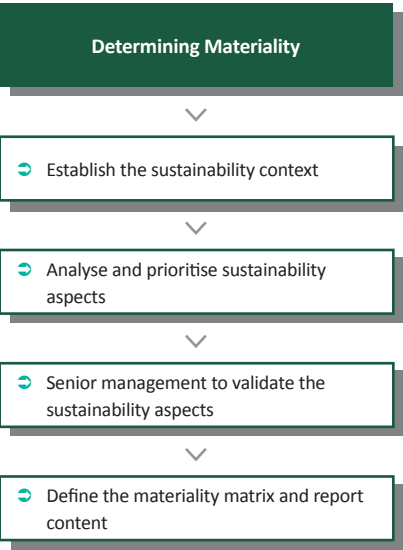 Determining Materiality
Establish the sustainability context
Analyse and prioritise sustainability
aspects
Senior management to validate the
sustainability aspects
Define the materiality matrix and report
content